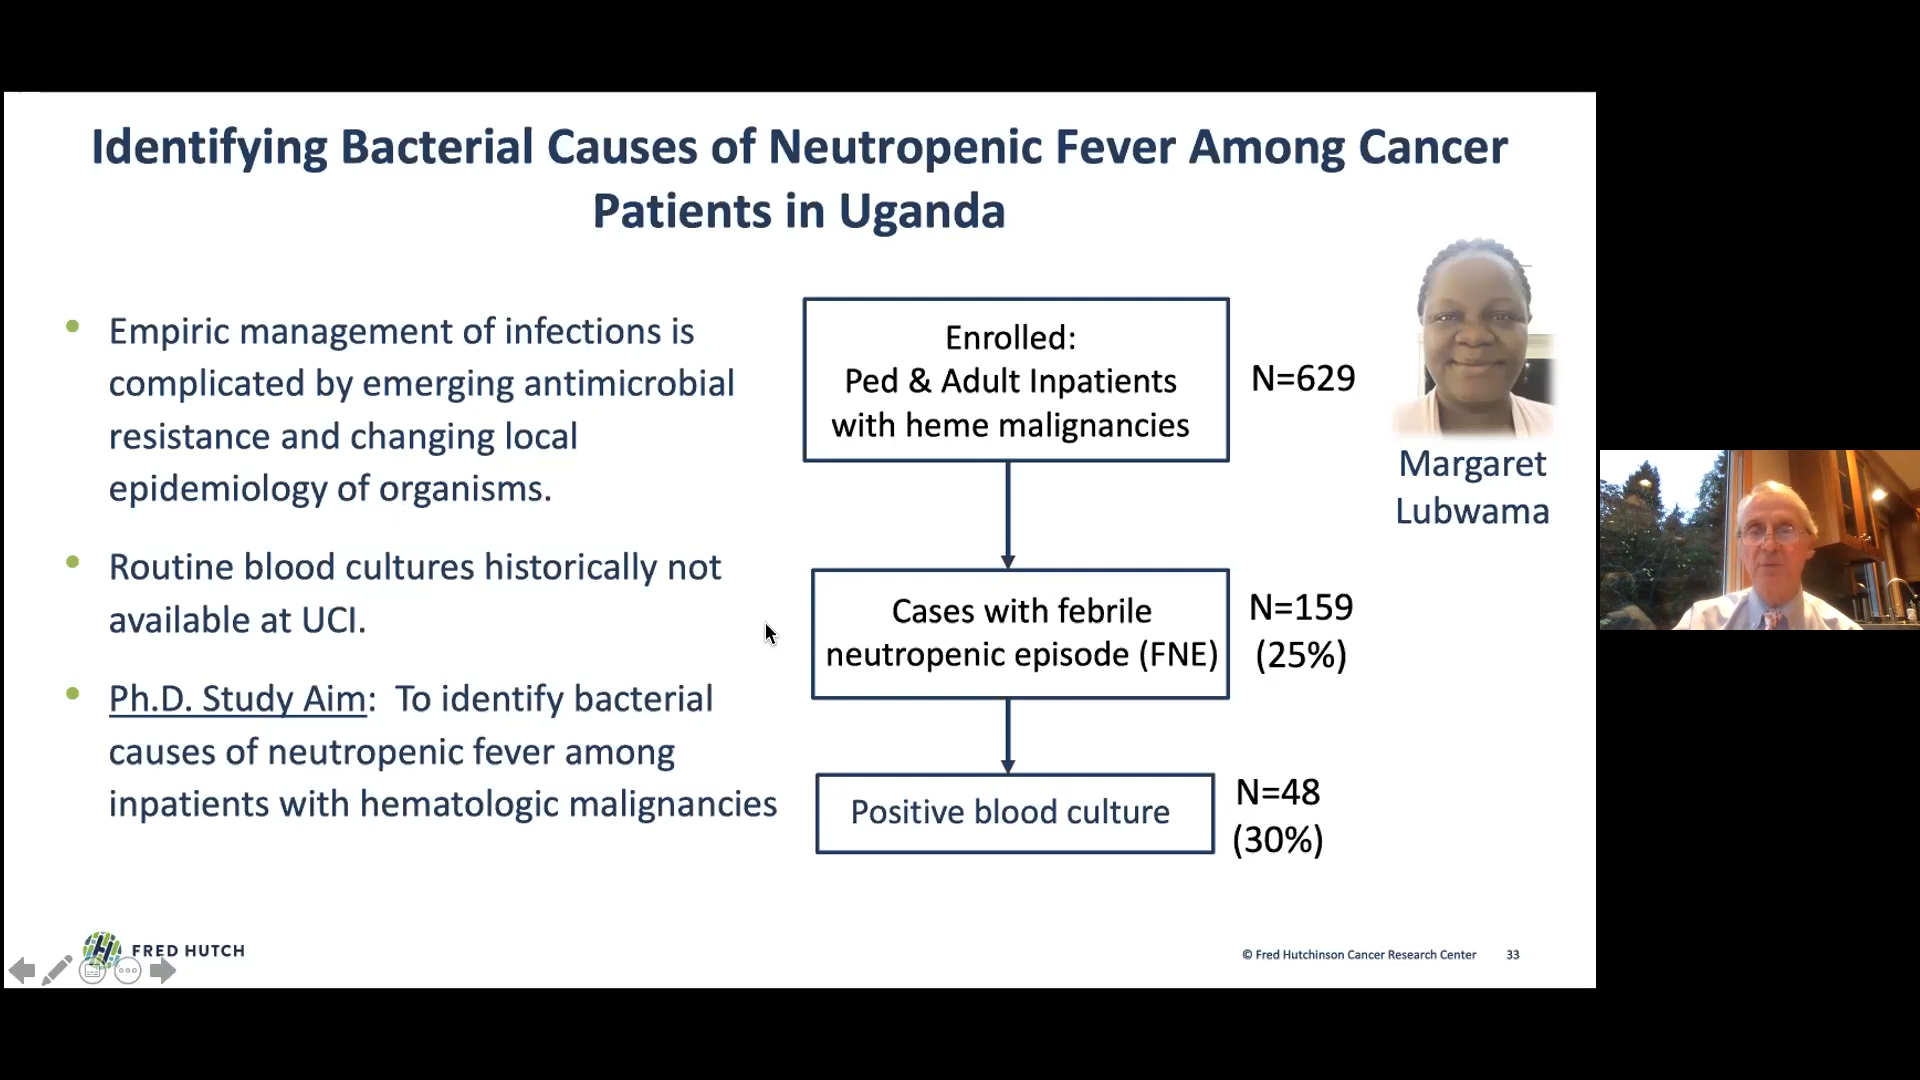 Identifying Bacterial Causes of Neutropenic Fever Among Cancer
Patients in Uganda
Empiric management of infections is
complicated by emerging antimicrobial
resistance and changing local
epidemiology of organisms.
Routine blood cultures historically not
available at UCI.
Ph.D. Study Aim: To identify bacterial
causes of neutropenic fever among
inpatients with hematologic malignancies
Enrolled:
Ped & Adult Inpatients
with heme malignancies
N=629
Cases with febrile
neutropenic episode (FNE)
N=159
(25%)
Positive blood culture
N=48
(30%)
Margaret
Lubwama
FRED HUTCH
© Fred Hutchinson Cancer Research Center 33